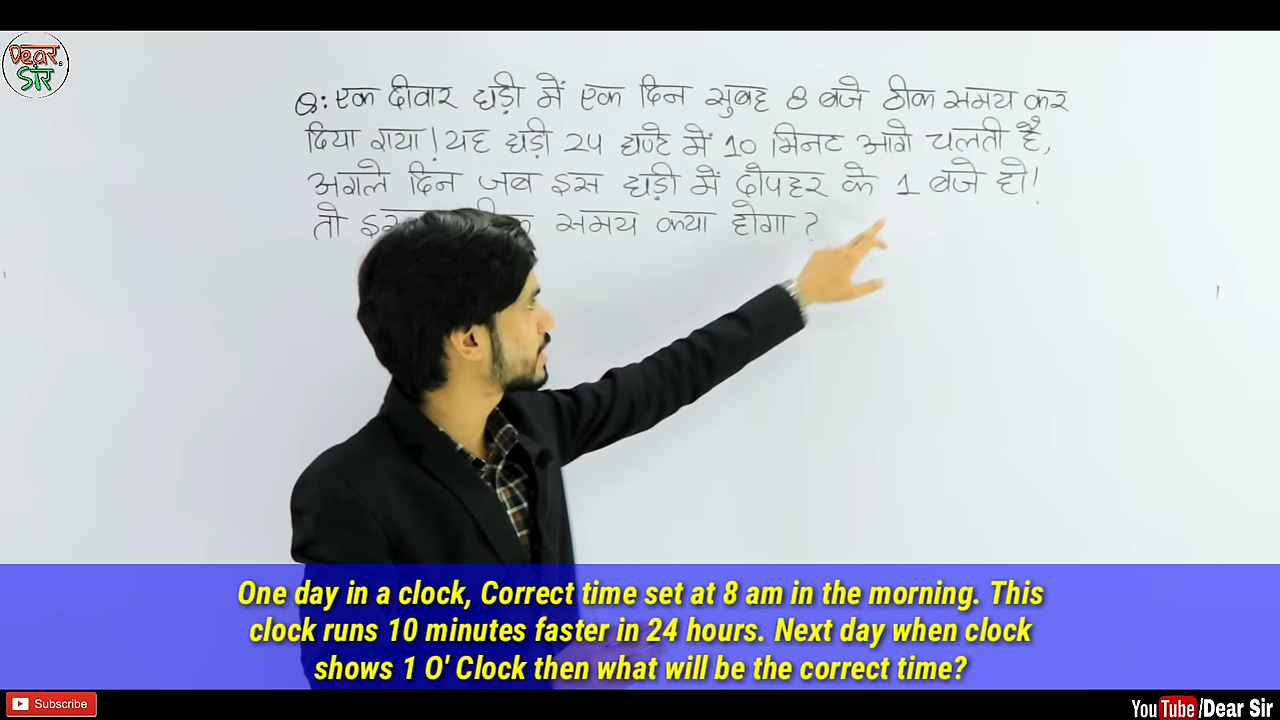 Dear
Sir
Q: एक दीवार घड़ी में एक दिन सुबह 8 बजे ठीक समय कर
दिया गया! यह घड़ी 24 घण्टे में 10 मिनट आगे चलती है,
अगले दिन जब इस घड़ी में दोपहर के 1 बजे हो!
तो समय क्या होगा ?
One day in a clock, Correct time set at 8 am in the morning. This
clock runs 10 minutes faster in 24 hours. Next day when clock
shows 1 O' Clock then what will be the correct time?
Subscribe
You Tube /Dear Sir